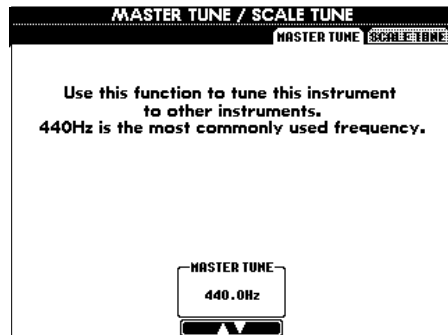 MASTER TUNE / SCALE TUNE
MASTER TUNE SCALE TUNE
Use this function to tune this instrument
to other instruments.
440Hz is the most commonly used frequency.
MASTER TUNE
440.0Hz